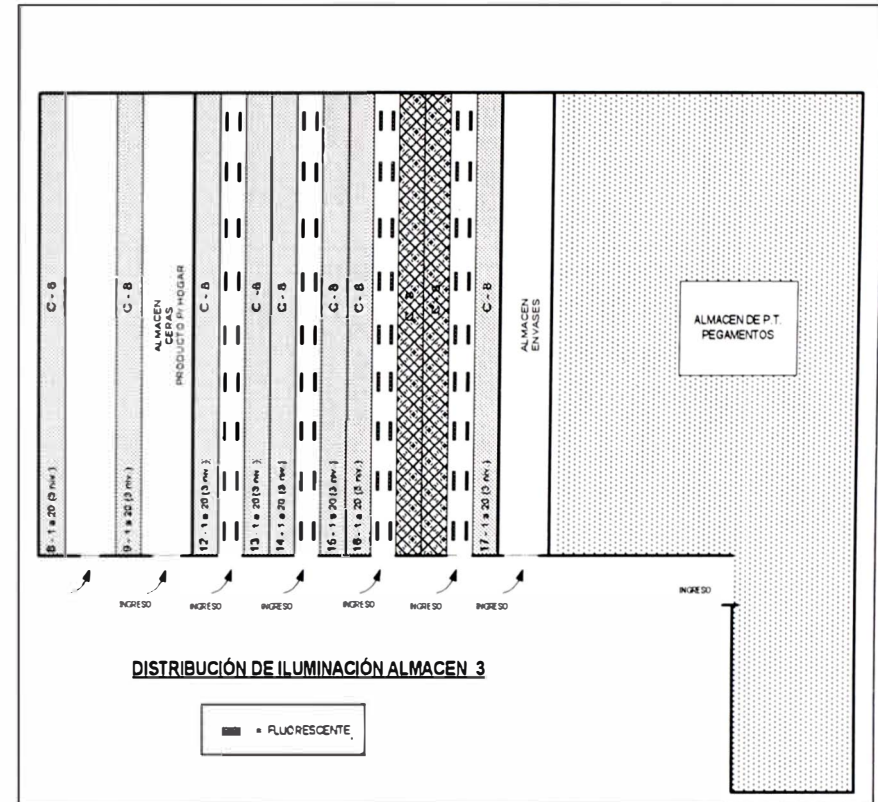 C - 8
C - 8
ALMACEN
CERAS
PRODUCTO P/ HOGAR
C - 8
C - 8
C - 8
C - 8
C - 8
C - 8
ALMACEN
ENVASES
ALMACEN DE P.T.
PEGAMENTOS
8 - 1 a 20 (3 niv.)
9 - 1 a 20 (3 niv.)
12 - 1 a 20 (3 niv.)
13 - 1 a 20 (3 niv.)
14 - 1 a 20 (3 niv.)
15 - 1 a 20 (3 niv.)
16 - 1 a 20 (3 niv.)
17 - 1 a 20 (3 niv.)
INGRESO
INGRESO
INGRESO
INGRESO
INGRESO
INGRESO
INGRESO
DISTRIBUCIÓN DE ILUMINACIÓN ALMACEN 3
FLUORESCENTE